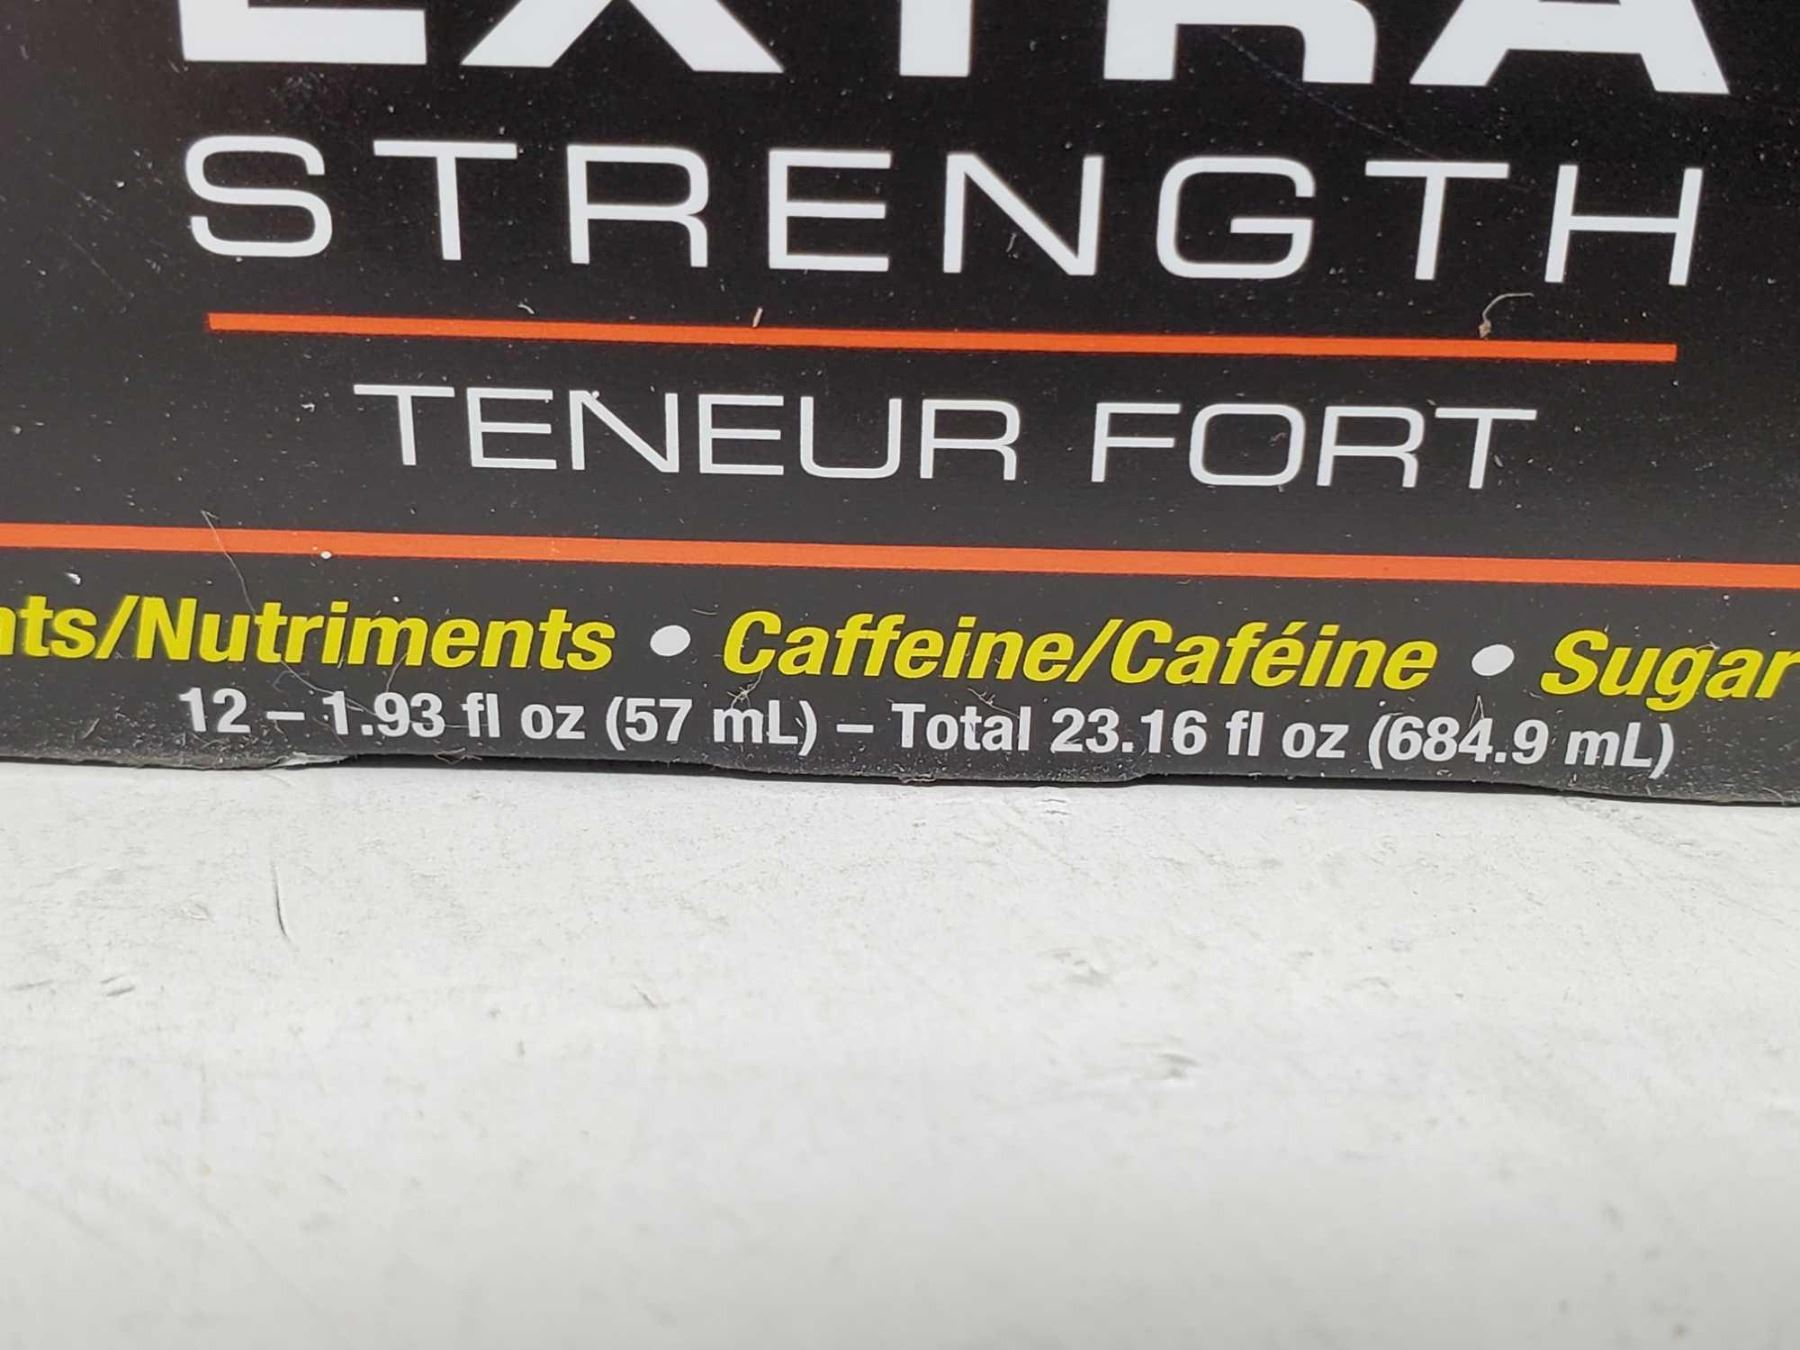 EXTRA
STRENGTH
TENEUR FORT
Nutriments • Caffeine/Caféine • Sugar
12 – 1.93 fl oz (57 mL) – Total 23.16 fl oz (684.9 mL)